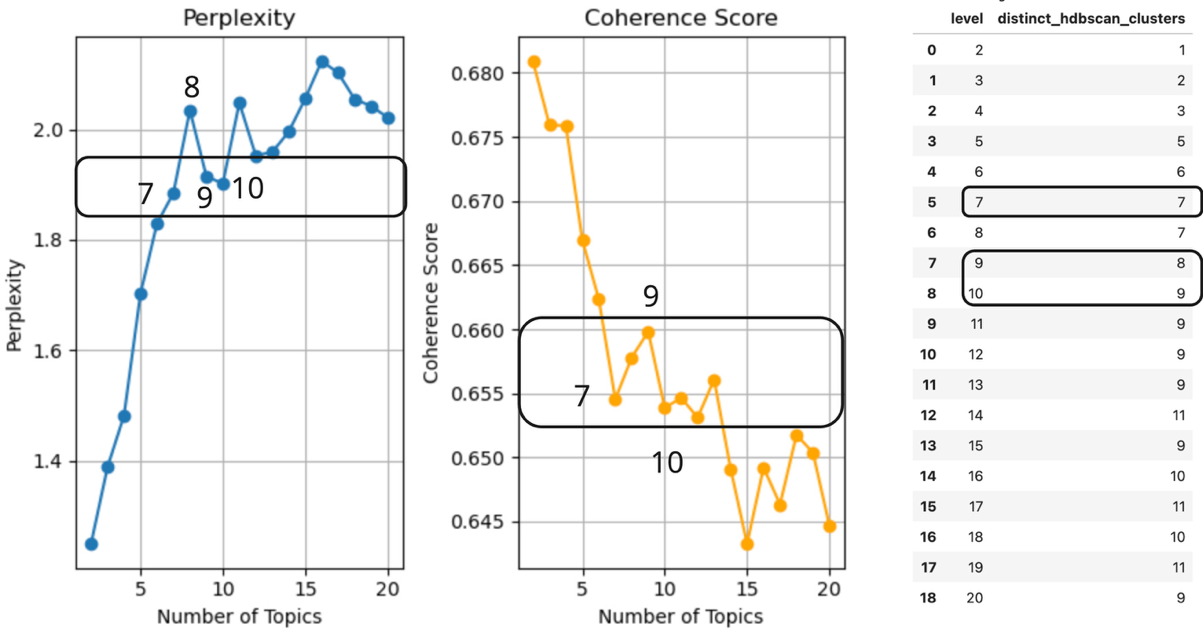 Perplexity
8
7
9
10
2.0
1.8
1.6
1.4
Perplexity
5
10
15
20
Number of Topics
Coherence Score
9
7
10
0.680
0.675
0.670
0.665
0.660
0.655
0.650
0.645
Coherence Score
5
10
15
20
Number of Topics
level distinct_hdbscan_clusters
0 2 1
1 3 2
2 4 3
3 5 5
4 6 6
5 7 7
6 8 7
7 9 8
8 10 9
9 11 9
10 12 9
11 13 9
12 14 11
13 15 9
14 16 10
15 17 11
16 18 10
17 19 11
18 20 9